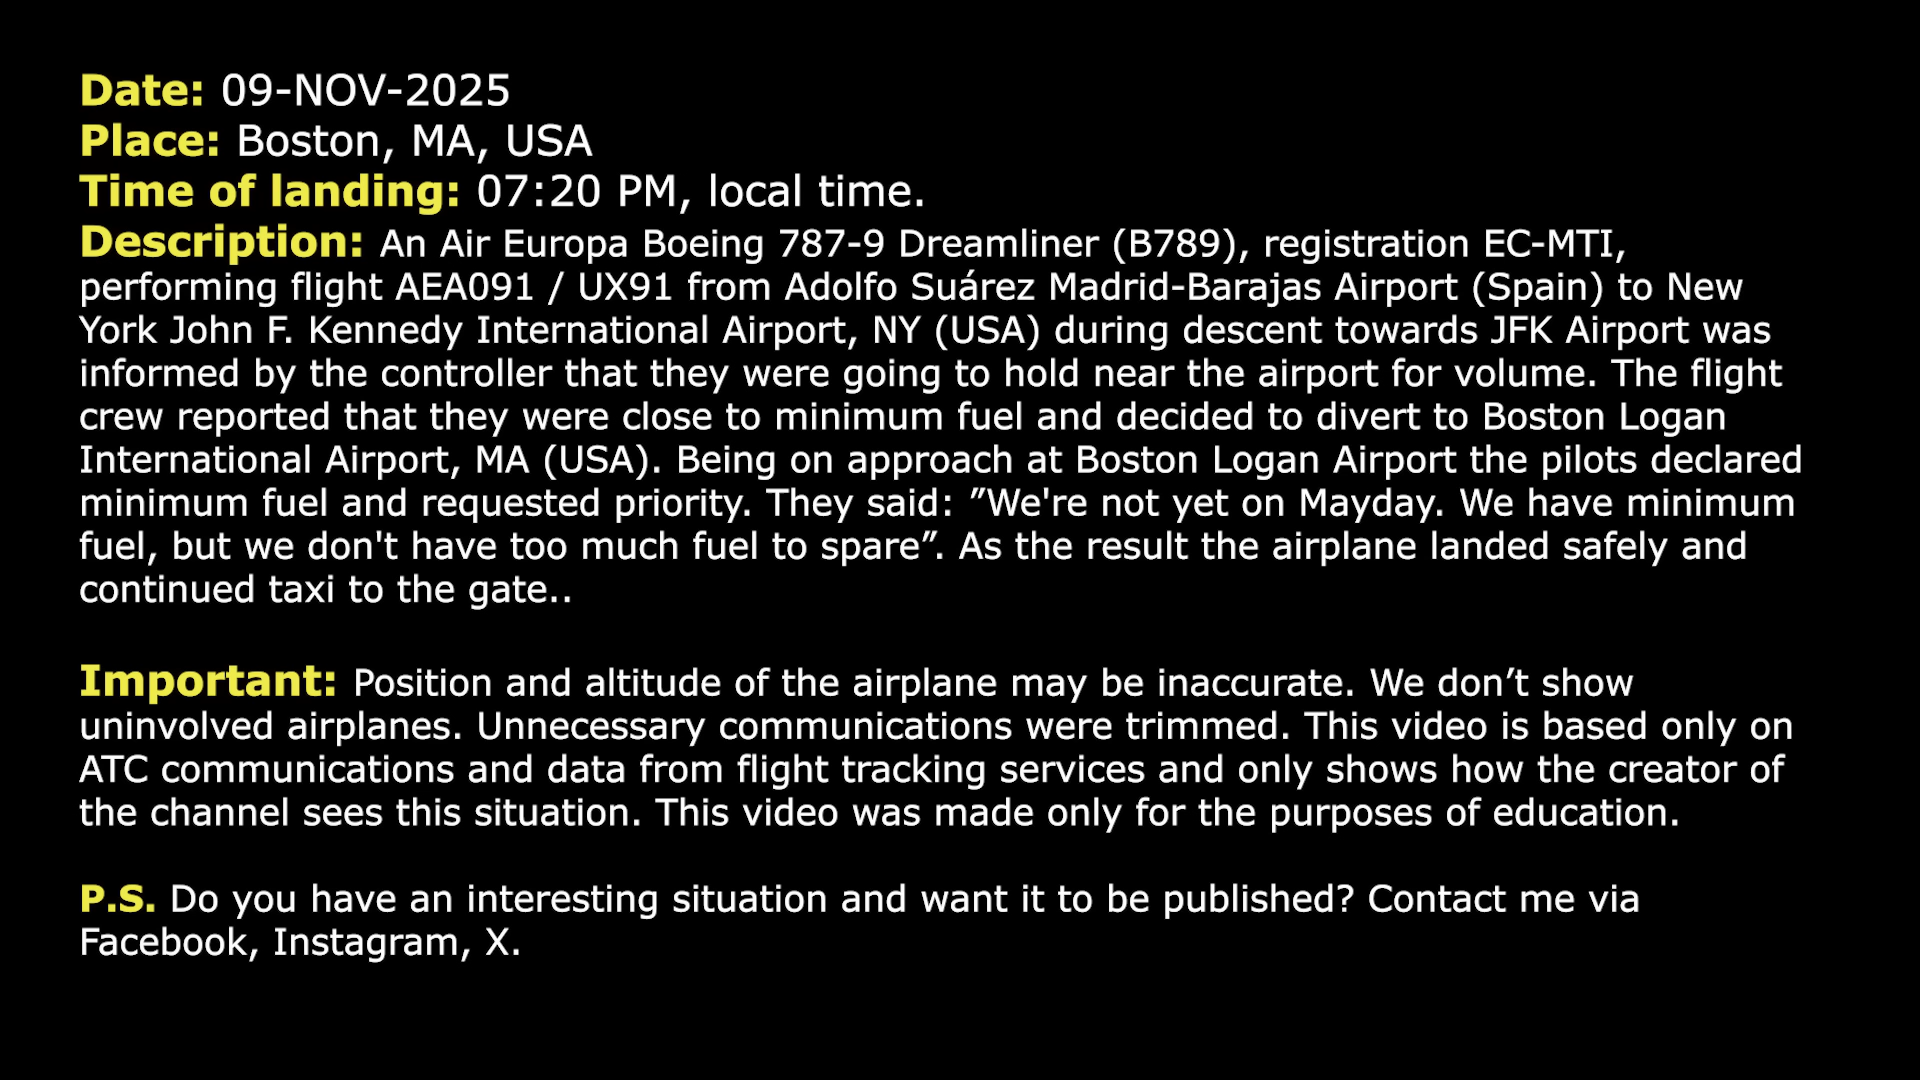 Date: 09-NOV-2025
Place: Boston, MA, USA
Time of landing: 07:20 PM, local time.
Description: An Air Europa Boeing 787-9 Dreamliner (B789), registration EC-MTI,
performing flight AEA091 / UX91 from Adolfo Suárez Madrid-Barajas Airport (Spain) to New
York John F. Kennedy International Airport, NY (USA) during descent towards JFK Airport was
informed by the controller that they were going to hold near the airport for volume. The flight
crew reported that they were close to minimum fuel and decided to divert to Boston Logan
International Airport, MA (USA). Being on approach at Boston Logan Airport the pilots declared
minimum fuel and requested priority. They said: ”We're not yet on Mayday. We have minimum
fuel, but we don't have too much fuel to spare”. As the result the airplane landed safely and
continued taxi to the gate..
Important: Position and altitude of the airplane may be inaccurate. We don’t show
uninvolved airplanes. Unnecessary communications were trimmed. This video is based only on
ATC communications and data from flight tracking services and only shows how the creator of
the channel sees this situation. This video was made only for the purposes of education.
P.S. Do you have an interesting situation and want it to be published? Contact me via
Facebook, Instagram, X.